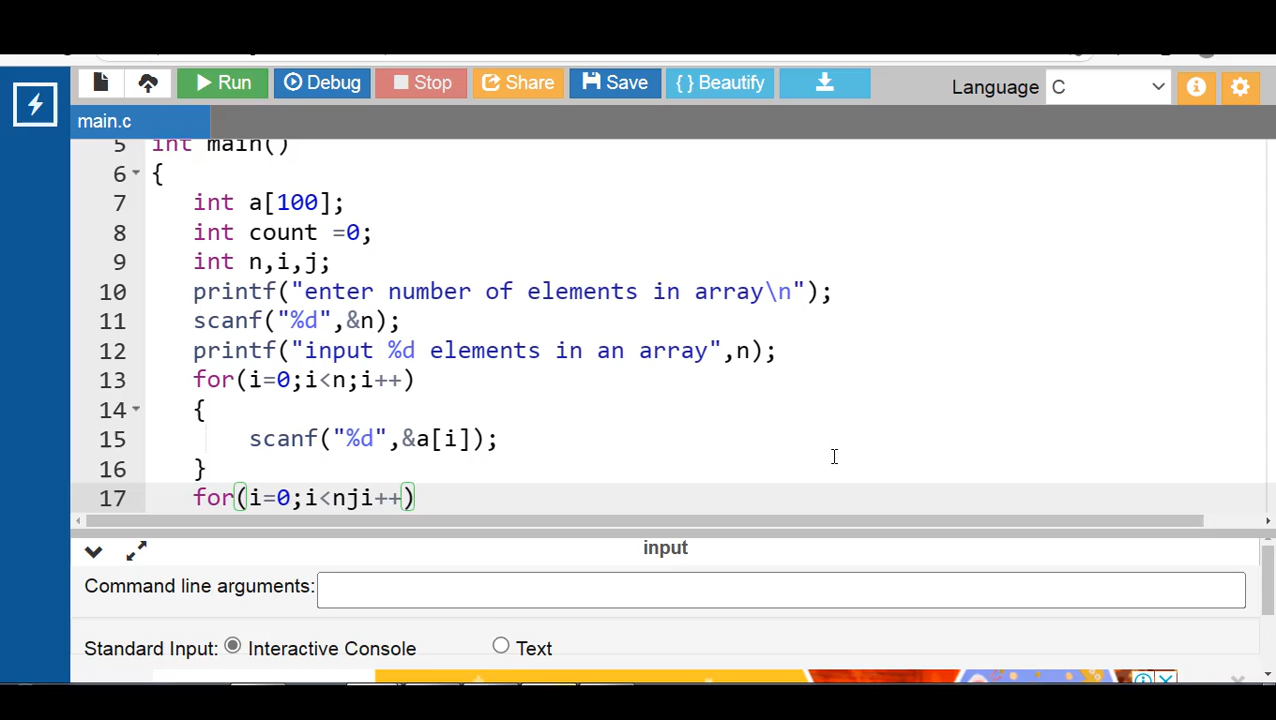 Run Debug Stop Share Save { } Beautify Language C
main.c
5 int main()
6 {
7 int a[100];
8 int count =0;
9 int n,i,j;
10 printf("enter number of elements in array\n");
11 scanf("%d",&n);
12 printf("input %d elements in an array",n);
13 for(i=0;i<n;i++)
14 {
15 scanf("%d",&a[i]);
16 }
17 for(i=0;i<nji++)
input
Command line arguments:
Standard Input: Interactive Console Text